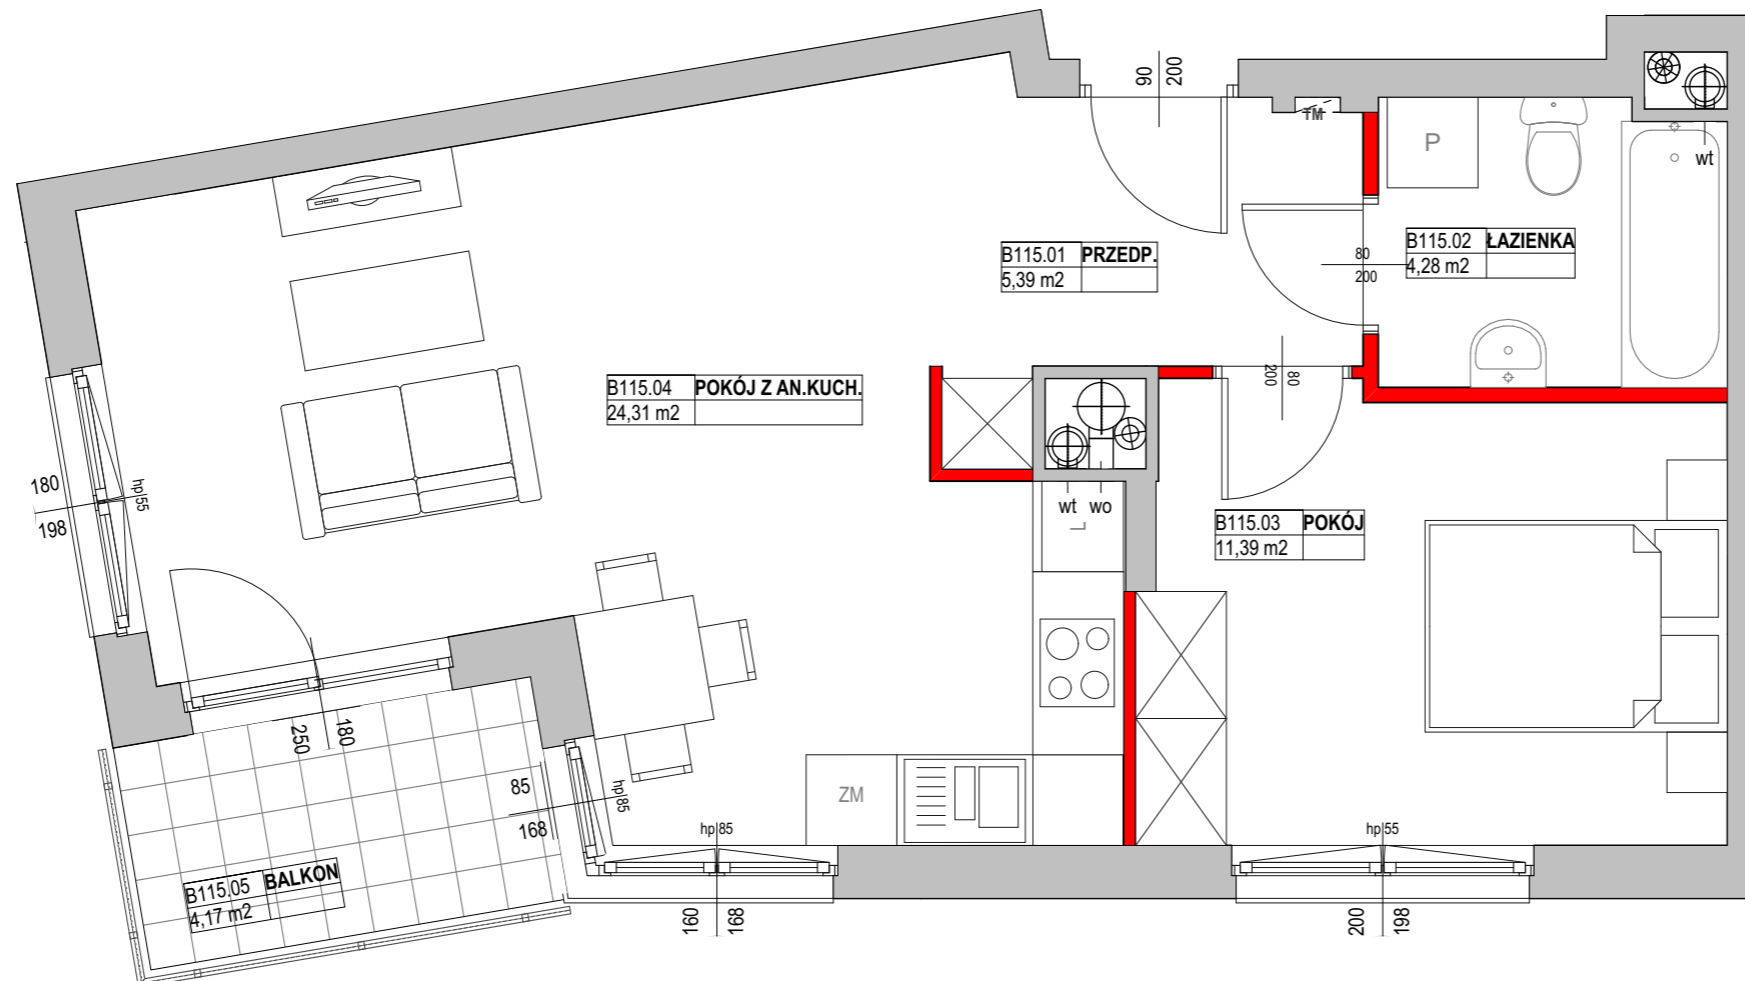 90
200
TM
P
wt
B115.01 PRZEDP.
5,39 m2
80
200
B115.02 ŁAZIENKA
4,28 m2
B115.04 POKÓJ Z AN.KUCH.
24,31 m2
80
200
180
198
hp|55
wt wo
B115.03 POKÓJ
11,39 m2
250
180
85
168
hp|85
ZM
hp|85
hp|55
B115.05 BALKON
4,17 m2
160
168
200
198